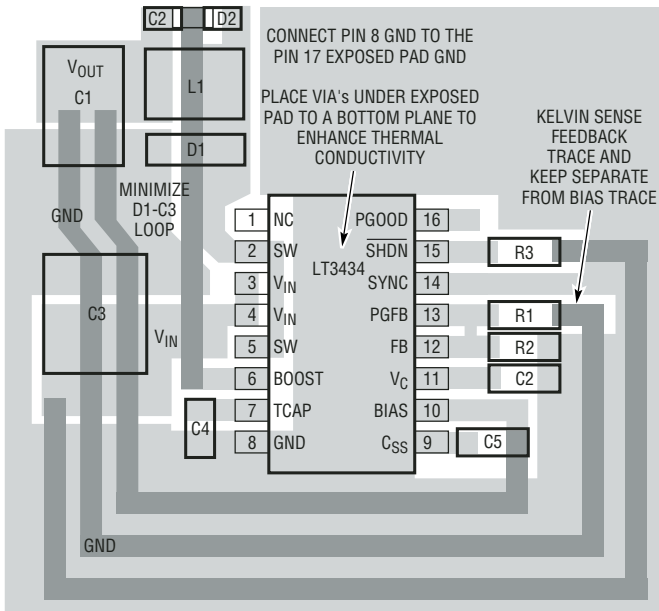 C2
D2
CONNECT PIN 8 GND TO THE
PIN 17 EXPOSED PAD GND
VOUT
C1
L1
PLACE VIA's UNDER EXPOSED
PAD TO A BOTTOM PLANE TO
ENHANCE THERMAL
CONDUCTIVITY
KELVIN SENSE
FEEDBACK
TRACE AND
KEEP SEPARATE
FROM BIAS TRACE
D1
MINIMIZE
D1-C3
LOOP
GND
1 NC PGOOD 16
2 SW SHDN 15 R3
LT3434
3 VIN SYNC 14
C3
VIN
4 VIN PGFB 13 R1
5 SW FB 12 R2
6 BOOST VC 11 C2
7 TCAP BIAS 10
C4
8 GND CSS 9 C5
GND